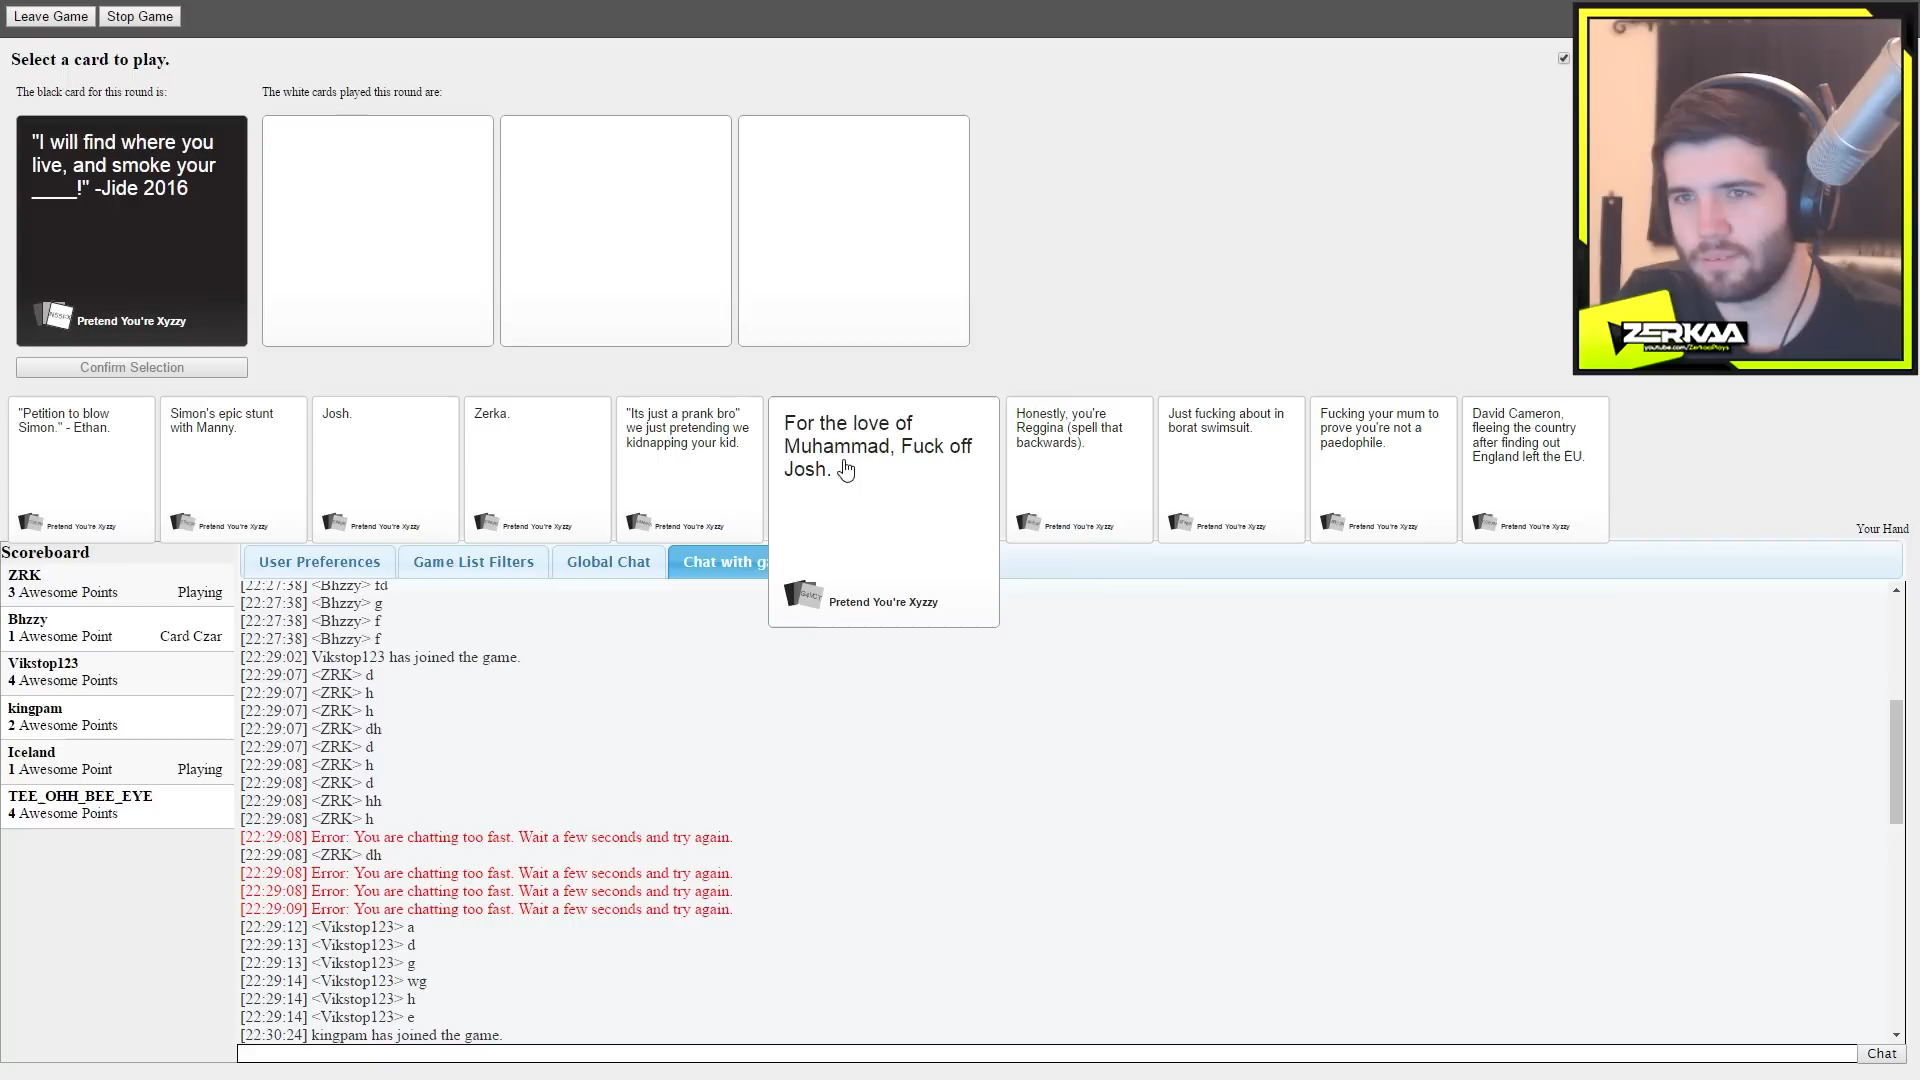 Leave Game
Stop Game
Select a card to play.
The black card for this round is:
The white cards played this round are:
"I will find where you
live, and smoke your
____!" -Jide 2016
Pretend You're Xyzzy
Confirm Selection
ZERKAA
youtube.com/ZerkaaPlays
"Petition to blow
Simon." - Ethan.
Pretend You're Xyzzy
Simon's epic stunt
with Manny.
Pretend You're Xyzzy
Josh.
Pretend You're Xyzzy
Zerka.
Pretend You're Xyzzy
"Its just a prank bro"
we just pretending we
kidnapping your kid.
Pretend You're Xyzzy
For the love of
Muhammad, Fuck off
Josh.
Pretend You're Xyzzy
Honestly, you're
Reggina (spell that
backwards).
Pretend You're Xyzzy
Just fucking about in
borat swimsuit.
Pretend You're Xyzzy
Fucking your mum to
prove you're not a
paedophile.
Pretend You're Xyzzy
David Cameron,
fleeing the country
after finding out
England left the EU.
Pretend You're Xyzzy
Your Hand
Scoreboard
ZRK
3 Awesome Points Playing
Bhzzy
1 Awesome Point Card Czar
Vikstop123
4 Awesome Points
kingpam
2 Awesome Points
Iceland
1 Awesome Point Playing
TEE_OHH_BEE_EYE
4 Awesome Points
User Preferences
Game List Filters
Global Chat
Chat with ga
[22:27:38] <Bhzzy> fd
[22:27:38] <Bhzzy> g
[22:27:38] <Bhzzy> f
[22:27:38] <Bhzzy> f
[22:29:02] Vikstop123 has joined the game.
[22:29:07] <ZRK> d
[22:29:07] <ZRK> h
[22:29:07] <ZRK> h
[22:29:07] <ZRK> dh
[22:29:07] <ZRK> d
[22:29:08] <ZRK> h
[22:29:08] <ZRK> d
[22:29:08] <ZRK> hh
[22:29:08] <ZRK> h
[22:29:08] Error: You are chatting too fast. Wait a few seconds and try again.
[22:29:08] <ZRK> dh
[22:29:08] Error: You are chatting too fast. Wait a few seconds and try again.
[22:29:08] Error: You are chatting too fast. Wait a few seconds and try again.
[22:29:09] Error: You are chatting too fast. Wait a few seconds and try again.
[22:29:12] <Vikstop123> a
[22:29:13] <Vikstop123> d
[22:29:13] <Vikstop123> g
[22:29:14] <Vikstop123> wg
[22:29:14] <Vikstop123> h
[22:29:14] <Vikstop123> e
[22:30:24] kingpam has joined the game.
Chat